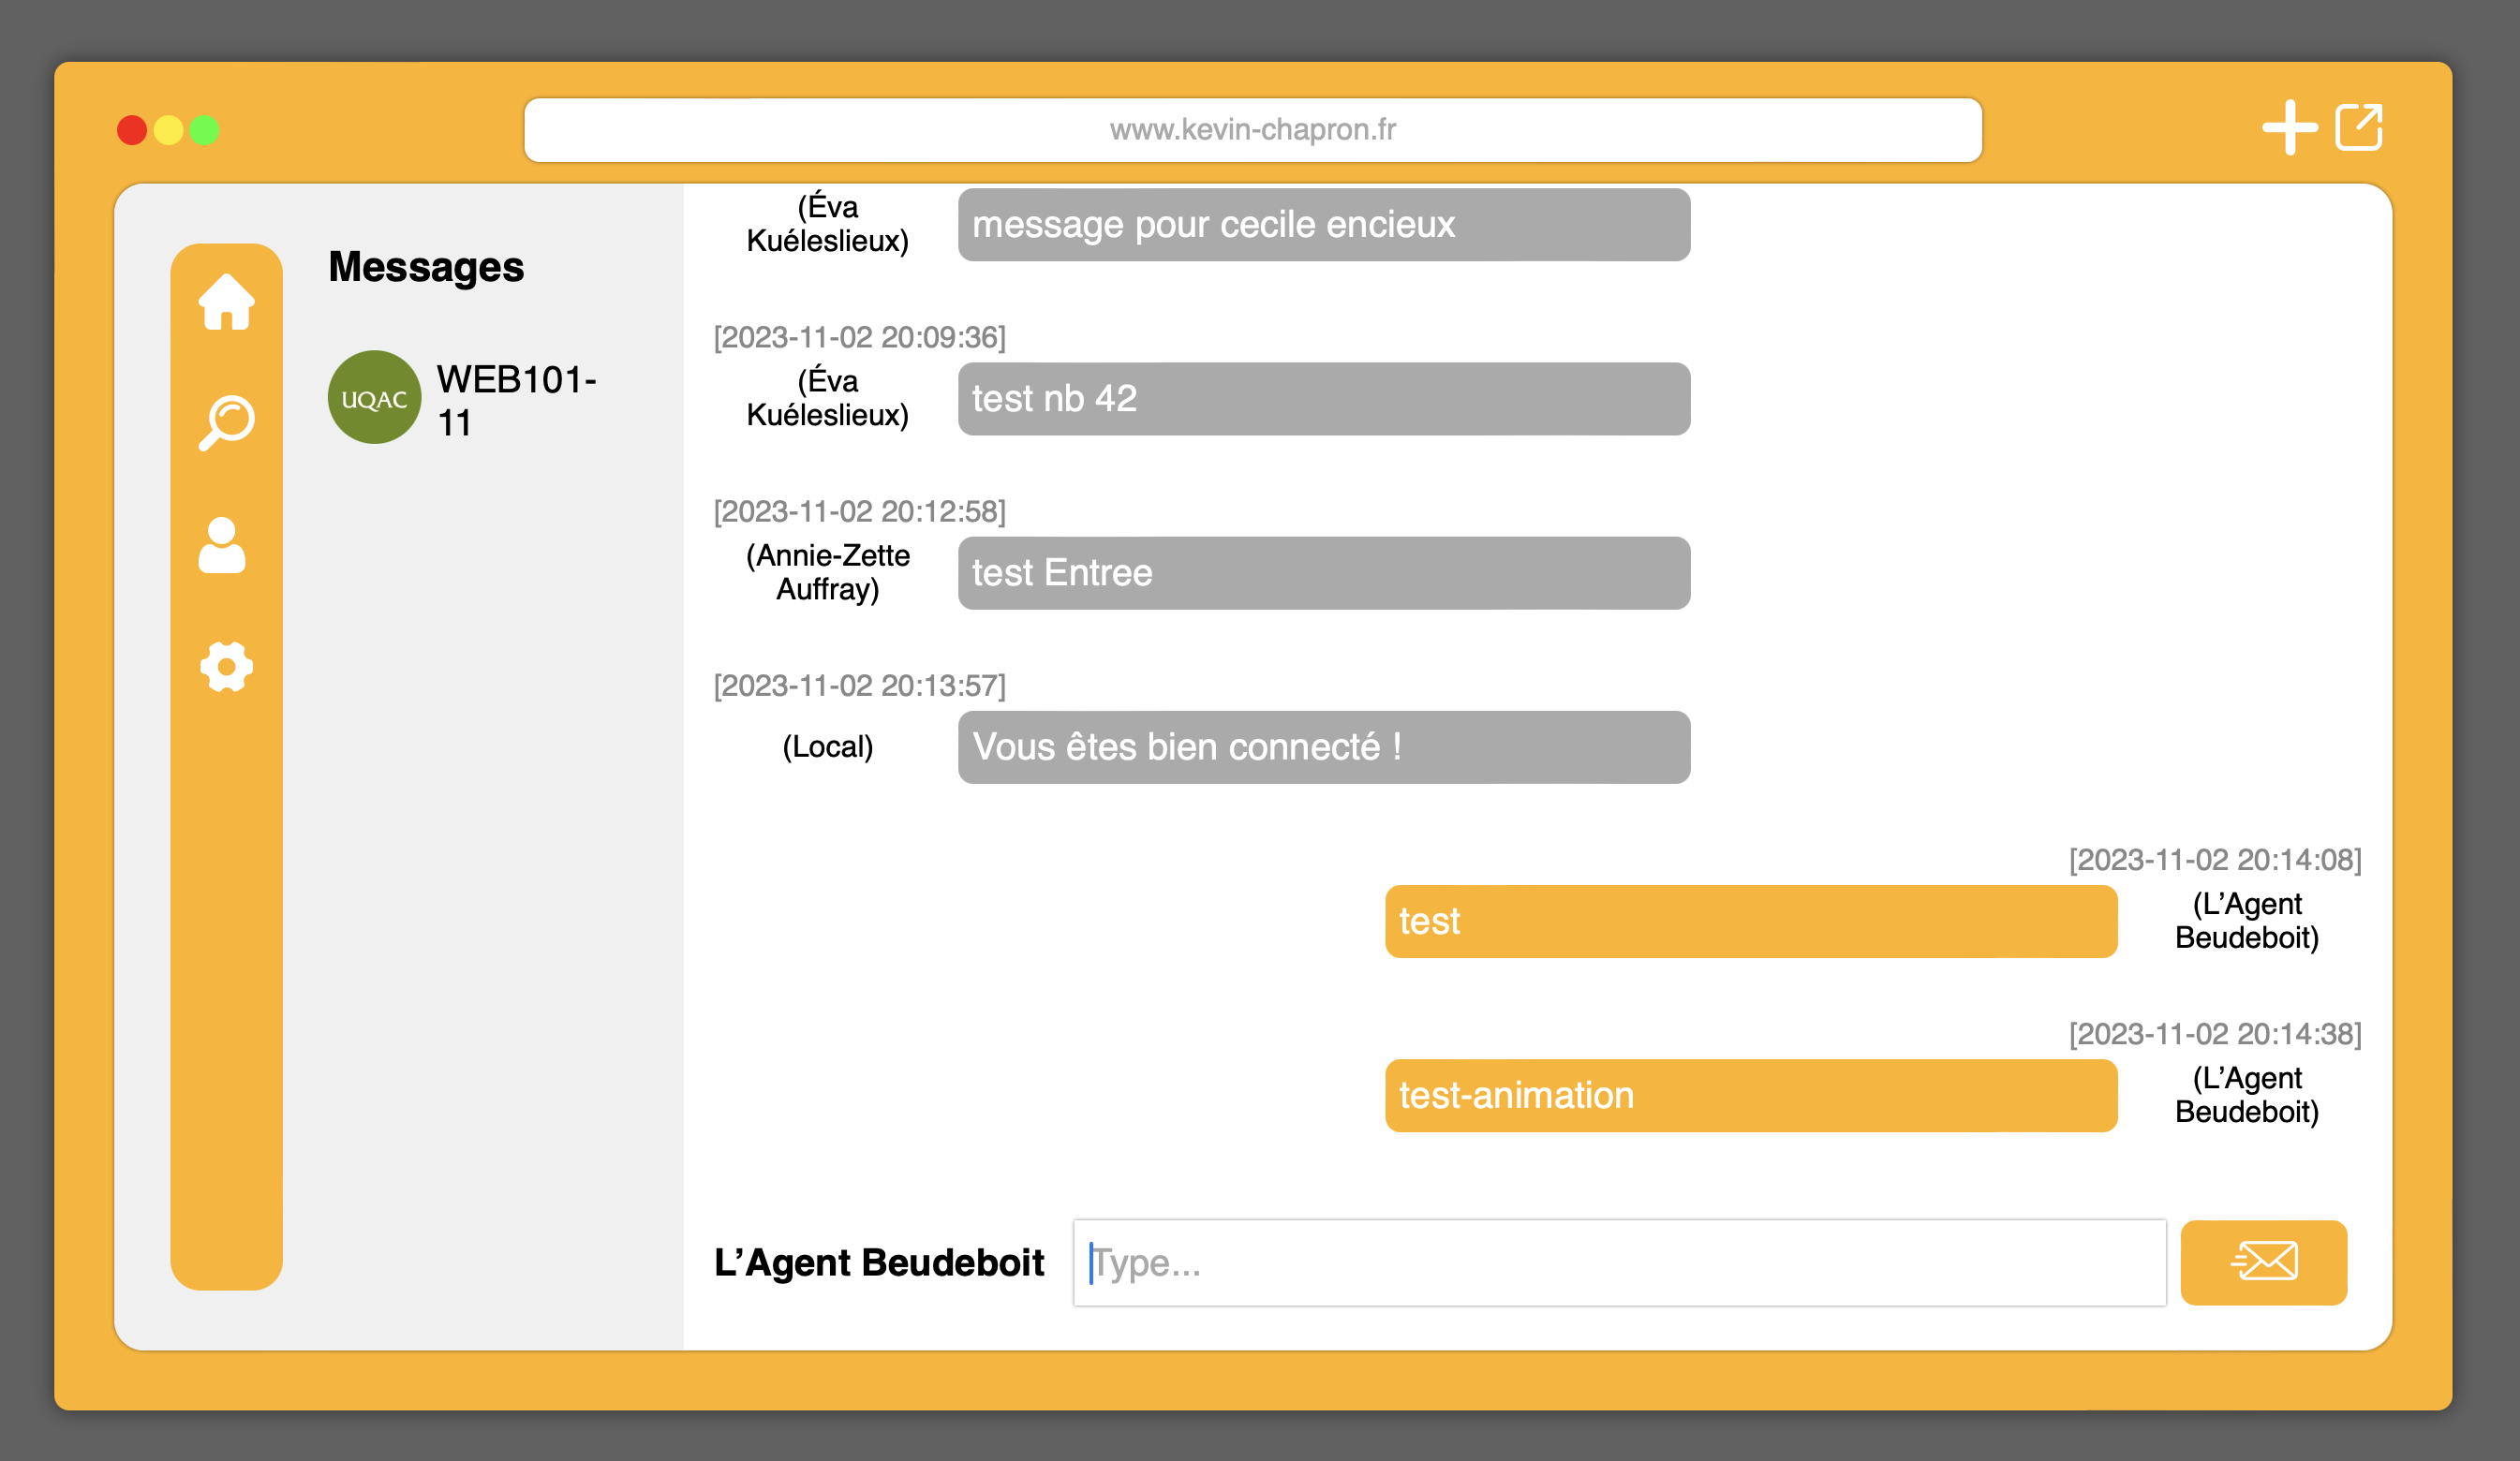 www.kevin-chapron.fr
Messages
UQAC
WEB101-
11
(Éva
Kuéleslieux)
message pour cecile encieux
[2023-11-02 20:09:36]
(Éva
Kuéleslieux)
test nb 42
[2023-11-02 20:12:58]
(Annie-Zette
Auffray)
test Entree
[2023-11-02 20:13:57]
(Local)
Vous êtes bien connecté !
[2023-11-02 20:14:08]
test
(L’Agent
Beudeboit)
[2023-11-02 20:14:38]
test-animation
(L’Agent
Beudeboit)
L’Agent Beudeboit
Type...